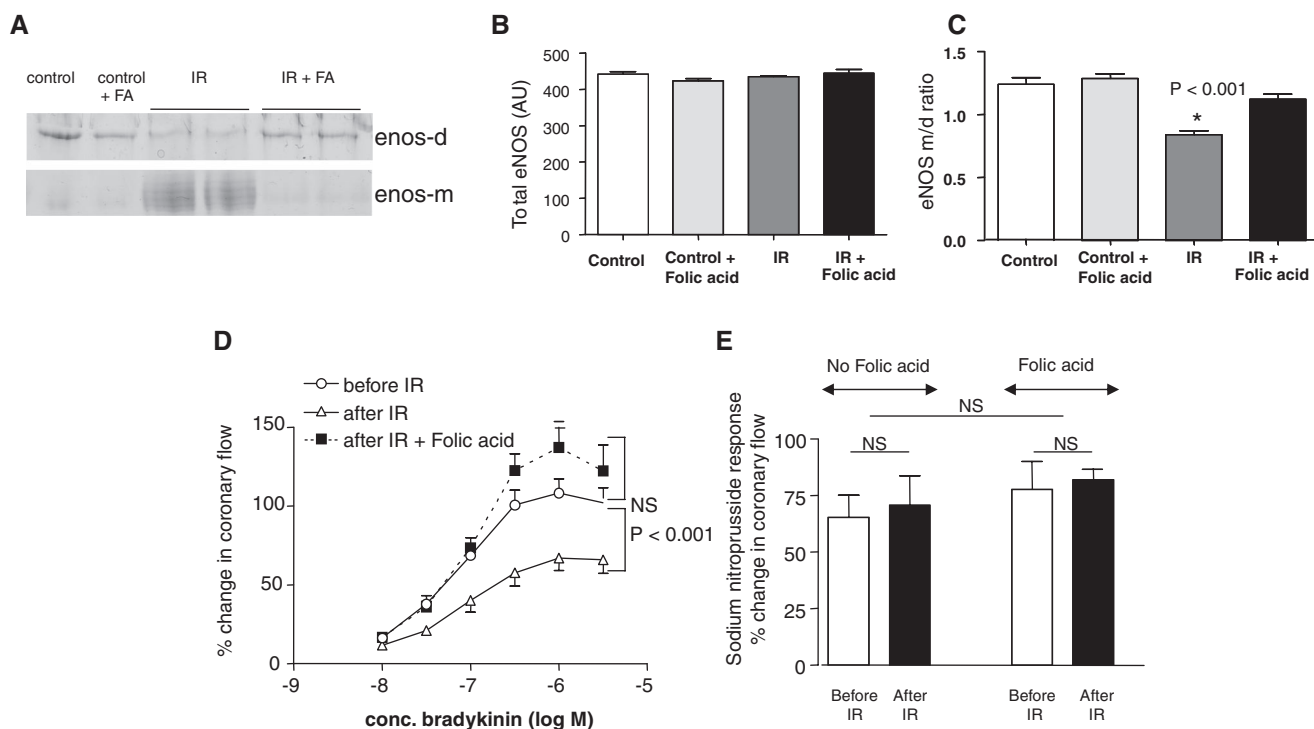 A
control
control
+ FA
IR
IR + FA
enos-d
enos-m
B
Total eNOS (AU)
500
400
300
400
200
100
0
Control
Control +
Folic acid
IR
IR +
Folic acid
C
eNOS m/d ratio
1.5
1.0
1.5
0.0
P < 0.001
*
Control
Control +
Folic acid
IR
IR +
Folic acid
D
before IR
after IR
after IR + Folic acid
% change in coronary flow
150
100
50
0
NS
P < 0.001
-9
-8
-7
-6
-5
conc. bradykinin (log M)
E
No Folic acid
Folic acid
NS
NS
NS
Sodium nitroprusside response
% change in coronary flow
100
75
50
25
0
Before
IR
After
IR
Before
IR
After
IR